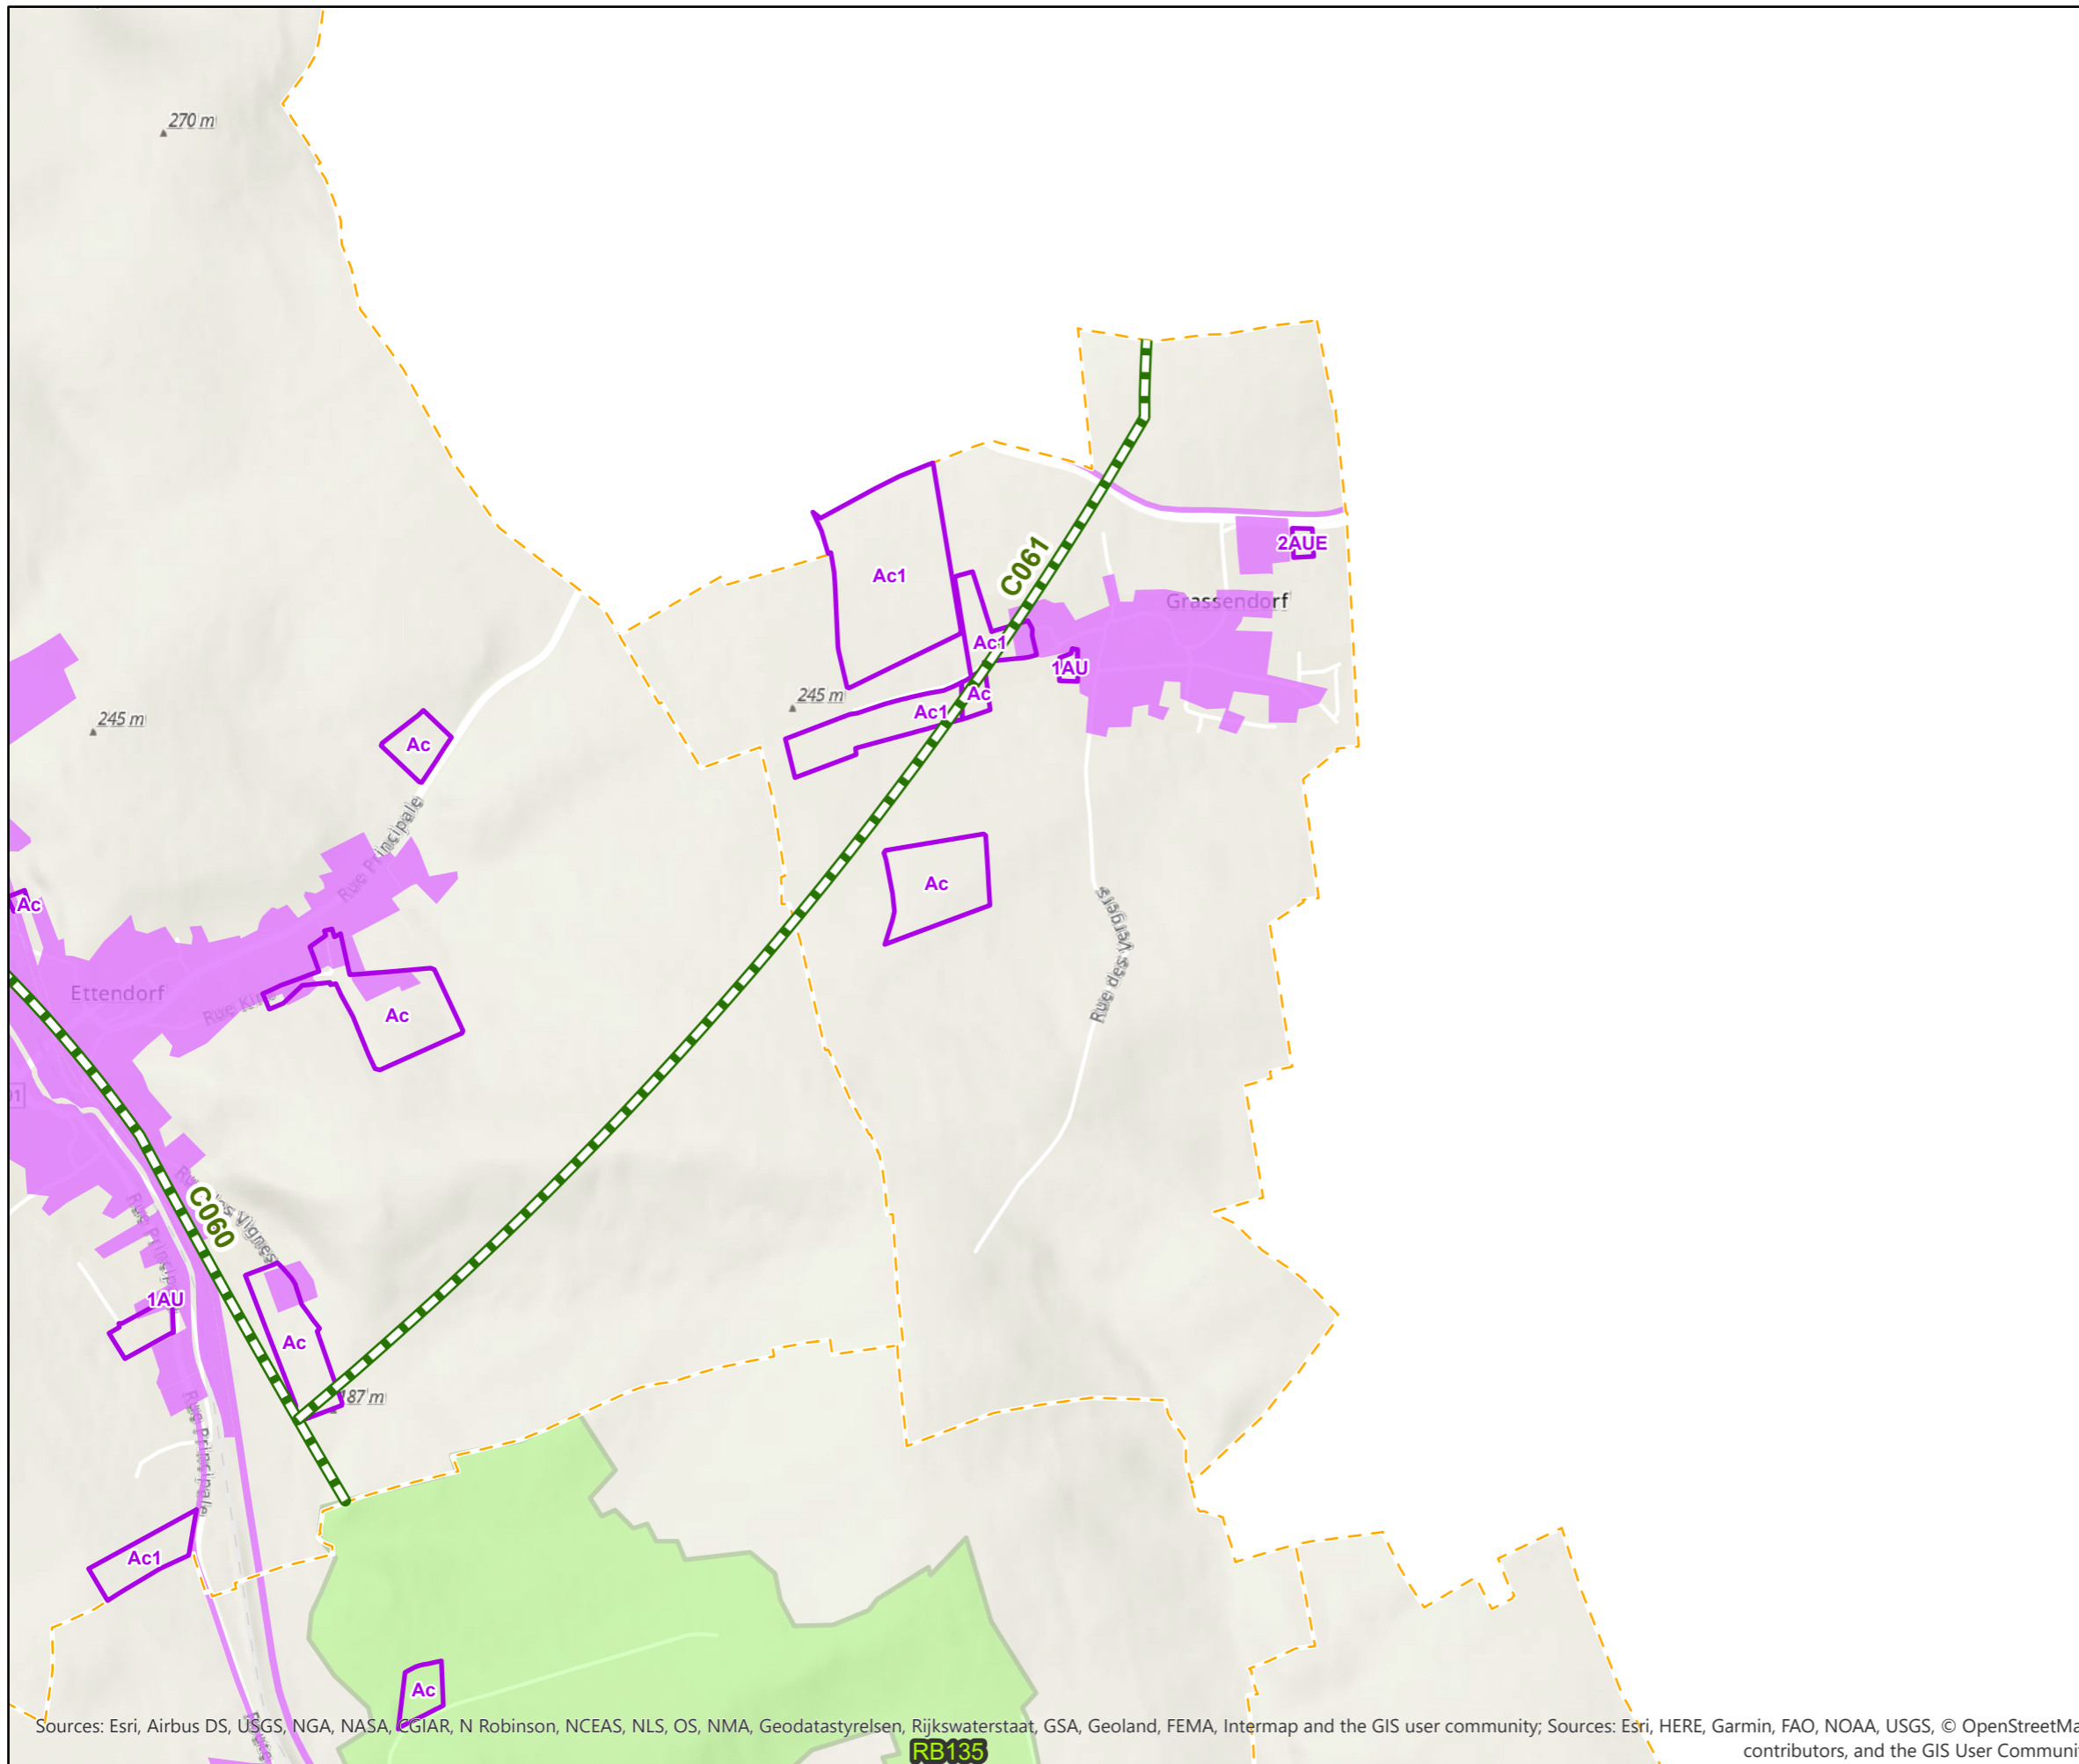 270 m
C061
Ac1
2AUE
Grassendorf
Ac1
1AU
245 m
Ac
Ac1
245 m
Ac
Rue Principale
Ac
Ac
Rue des Vergers
Ettendorf
Ac
C060
1AU
Ac
187 m
Rue Principale
Ac1
Ac
Sources: Esri, Airbus DS, USGS, NGA, NASA, CGIAR, N Robinson, NCEAS, NLS, OS, NMA, Geodatastyrelsen, Rijkswaterstaat, GSA, Geoland, FEMA, Intermap and the GIS user community; Sources: Esri, HERE, Garmin, FAO, NOAA, USGS, © OpenStreetMa
contributors, and the GIS User Communit
RB135